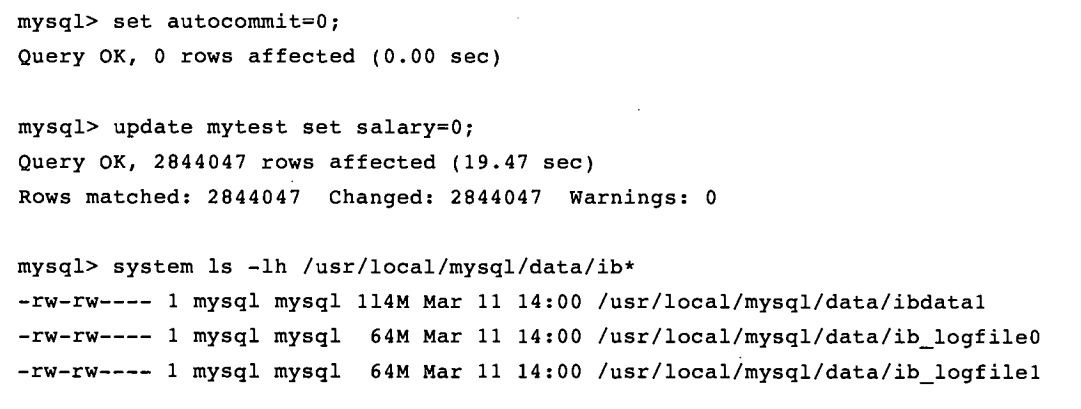 mysql> set autocommit=0;
Query OK, 0 rows affected (0.00 sec)
mysql> update mytest set salary=0;
Query OK, 2844047 rows affected (19.47 sec)
Rows matched: 2844047  Changed: 2844047  Warnings: 0
mysql> system ls -lh /usr/local/mysql/data/ib*
-rw-rw---- 1 mysql mysql 114M Mar 11 14:00 /usr/local/mysql/data/ibdata1
-rw-rw---- 1 mysql mysql  64M Mar 11 14:00 /usr/local/mysql/data/ib_logfile0
-rw-rw---- 1 mysql mysql  64M Mar 11 14:00 /usr/local/mysql/data/ib_logfile1